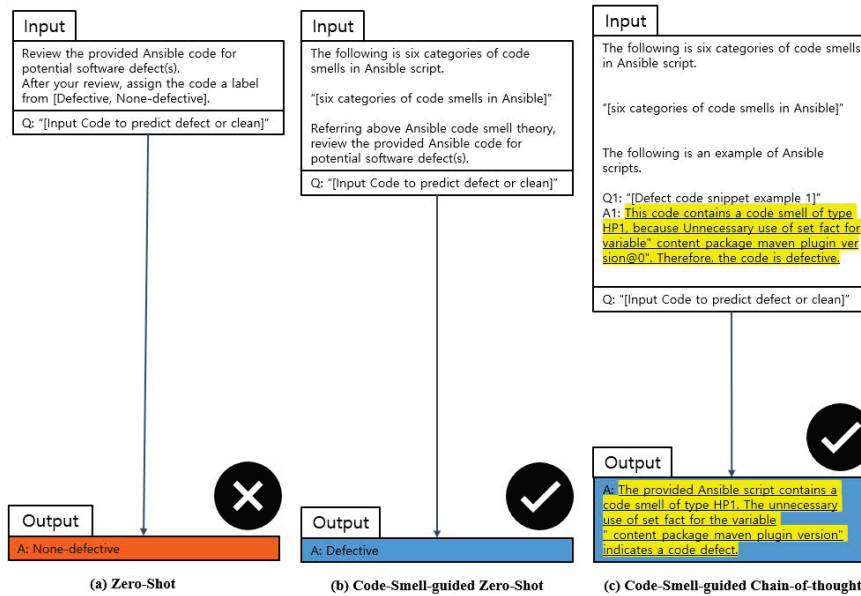 Input
Review the provided Ansible code for
potential software defect(s).
After your review, assign the code a label
from [Defective, None-defective].
Q: "[Input Code to predict defect or clean]"
Output
A: None-defective
(a) Zero-Shot
Input
The following is six categories of code
smells in Ansible script.
"[six categories of code smells in Ansible]"
Referring above Ansible code smell theory,
review the provided Ansible code for
potential software defect(s).
Q: "[Input Code to predict defect or clean]"
Output
A: Defective
(b) Code-Smell-guided Zero-Shot
Input
The following is six categories of code smells
in Ansible script.
"[six categories of code smells in Ansible]"
The following is an example of Ansible
scripts.
Q1: "[Defect code snippet example 1]"
A1: This code contains a code smell of type
HP1, because Unnecessary use of set fact for
variable" content package maven plugin ver
sion@0". Therefore, the code is defective.
Q: "[Input Code to predict defect or clean]"
Output
A: The provided Ansible script contains a
code smell of type HP1. The unnecessary
use of set fact for the variable
" content package maven plugin version"
indicates a code defect.
(c) Code-Smell-guided Chain-of-thought